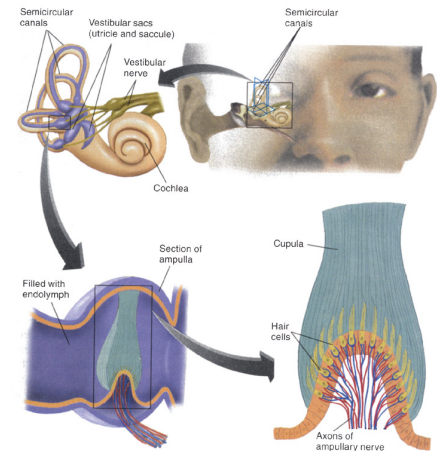 Semicircular
canals
Vestibular sacs
(utricle and saccule)
Vestibular
nerve
Cochlea
Semicircular
canals
Section of
ampulla
Filled with
endolymph
Cupula
Hair
cells
Axons of
ampullary nerve